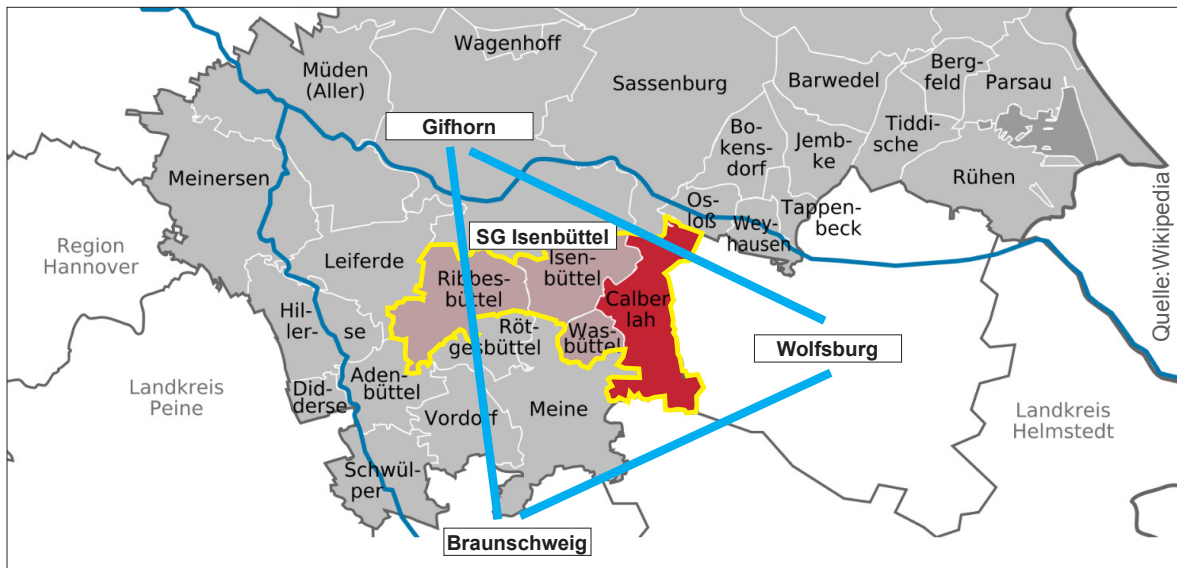 Wagenhoff
Müden
(Aller)
Sassenburg
Barwedel
Berg-
feld
Parsau
Gifhorn
Bo-
kens-
dorf
Jemb-
ke
Tiddi-
sche
Rühen
Meinersen
Os-
loß
Wey-
hausen
Tappen-
beck
Region
Hannover
SG Isenbüttel
Leiferde
Isen-
büttel
Ribbes-
büttel
Calber
lah
Hil-
ler-
se
Röt-
gesbüttel
Was-
büttel
Wolfsburg
Landkreis
Peine
Did-
derse
Aden-
büttel
Vordorf
Meine
Landkreis
Helmstedt
Schwül-
per
Braunschweig
Quelle:Wikipedia